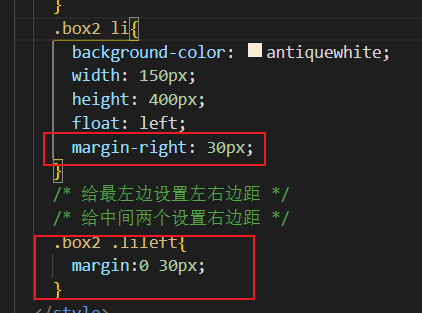 }
.box2 li{
background-color: antiquewhite;
width: 150px;
height: 400px;
float: left;
margin-right: 30px;
}
/* 给最左边设置左右边距 */
/* 给中间两个设置右边距 */
.box2 .lileft{
margin:0 30px;
}
</style>